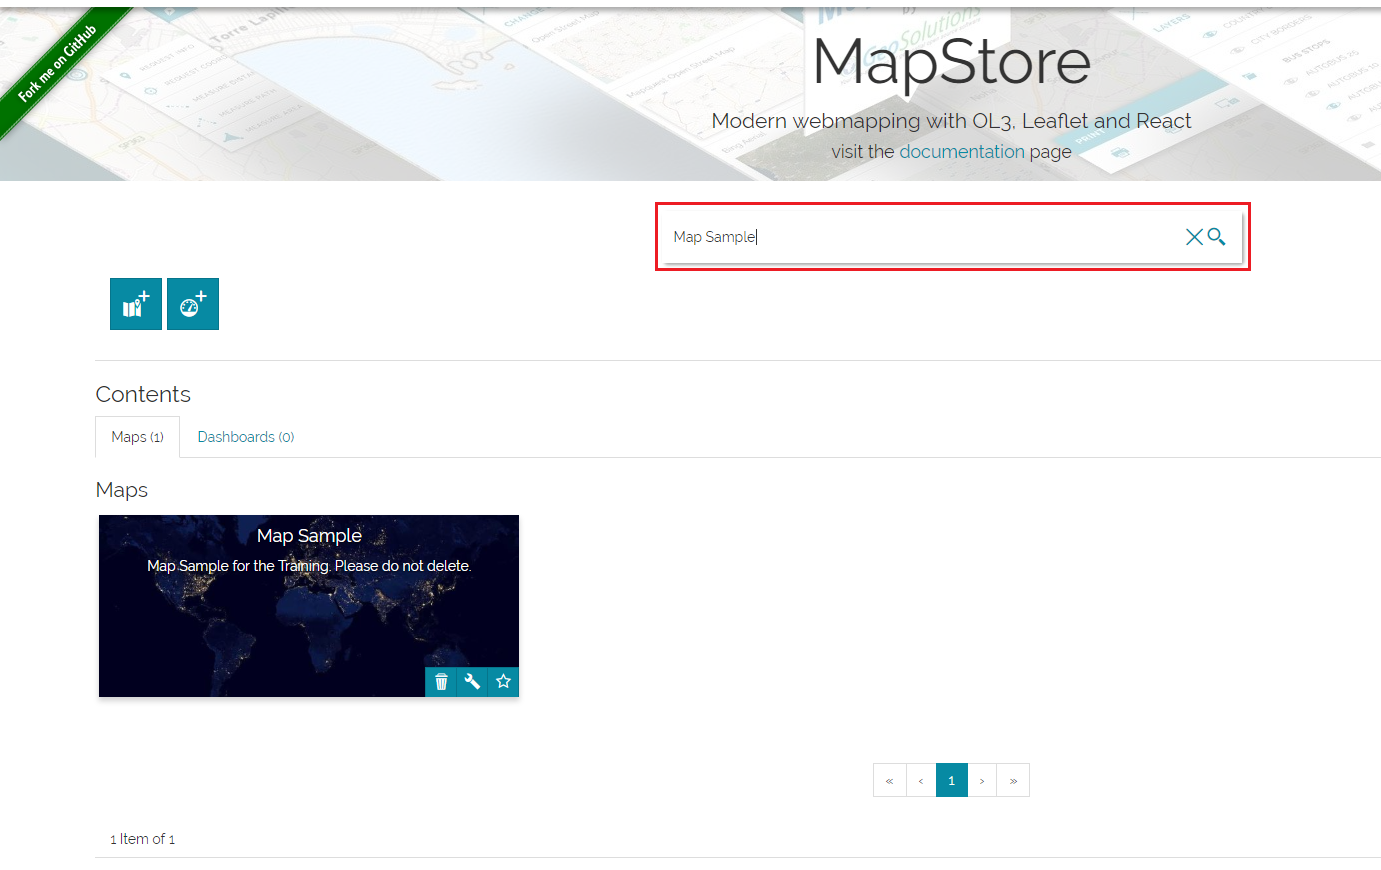 Fork me on GitHub
MapStore
Modern webmapping with OL3, Leaflet and React
visit the documentation page
Map Sample
Contents
Maps (1)
Dashboards (0)
Maps
Map Sample
Map Sample for the Training. Please do not delete.
« ‹ 1 › »
1 Item of 1